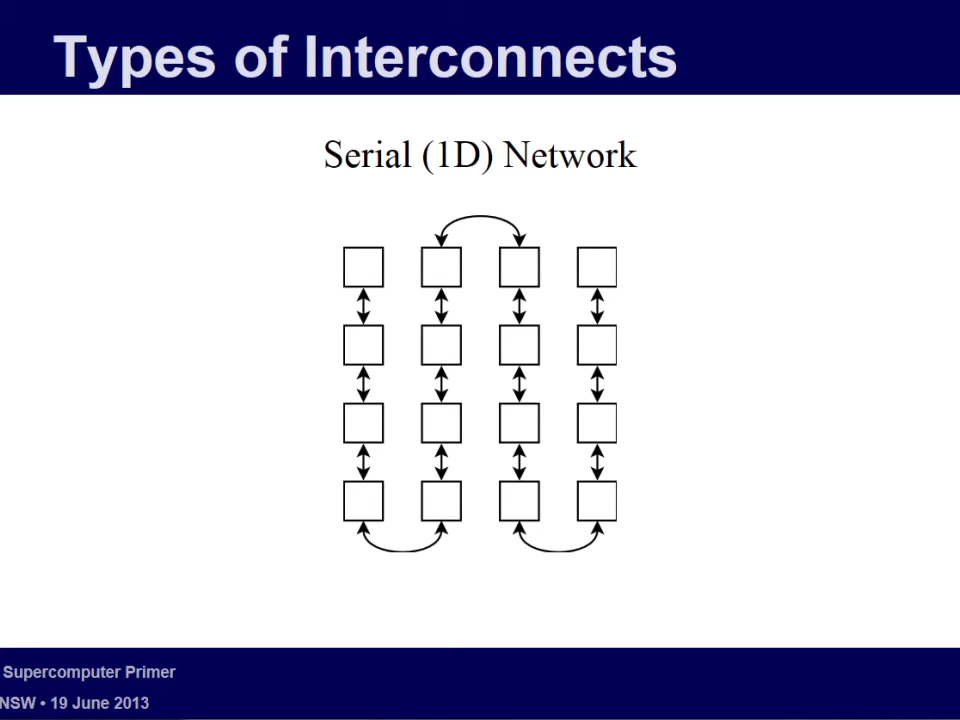 Types of Interconnects
Serial (1D) Network
Supercomputer Primer
NSW • 19 June 2013